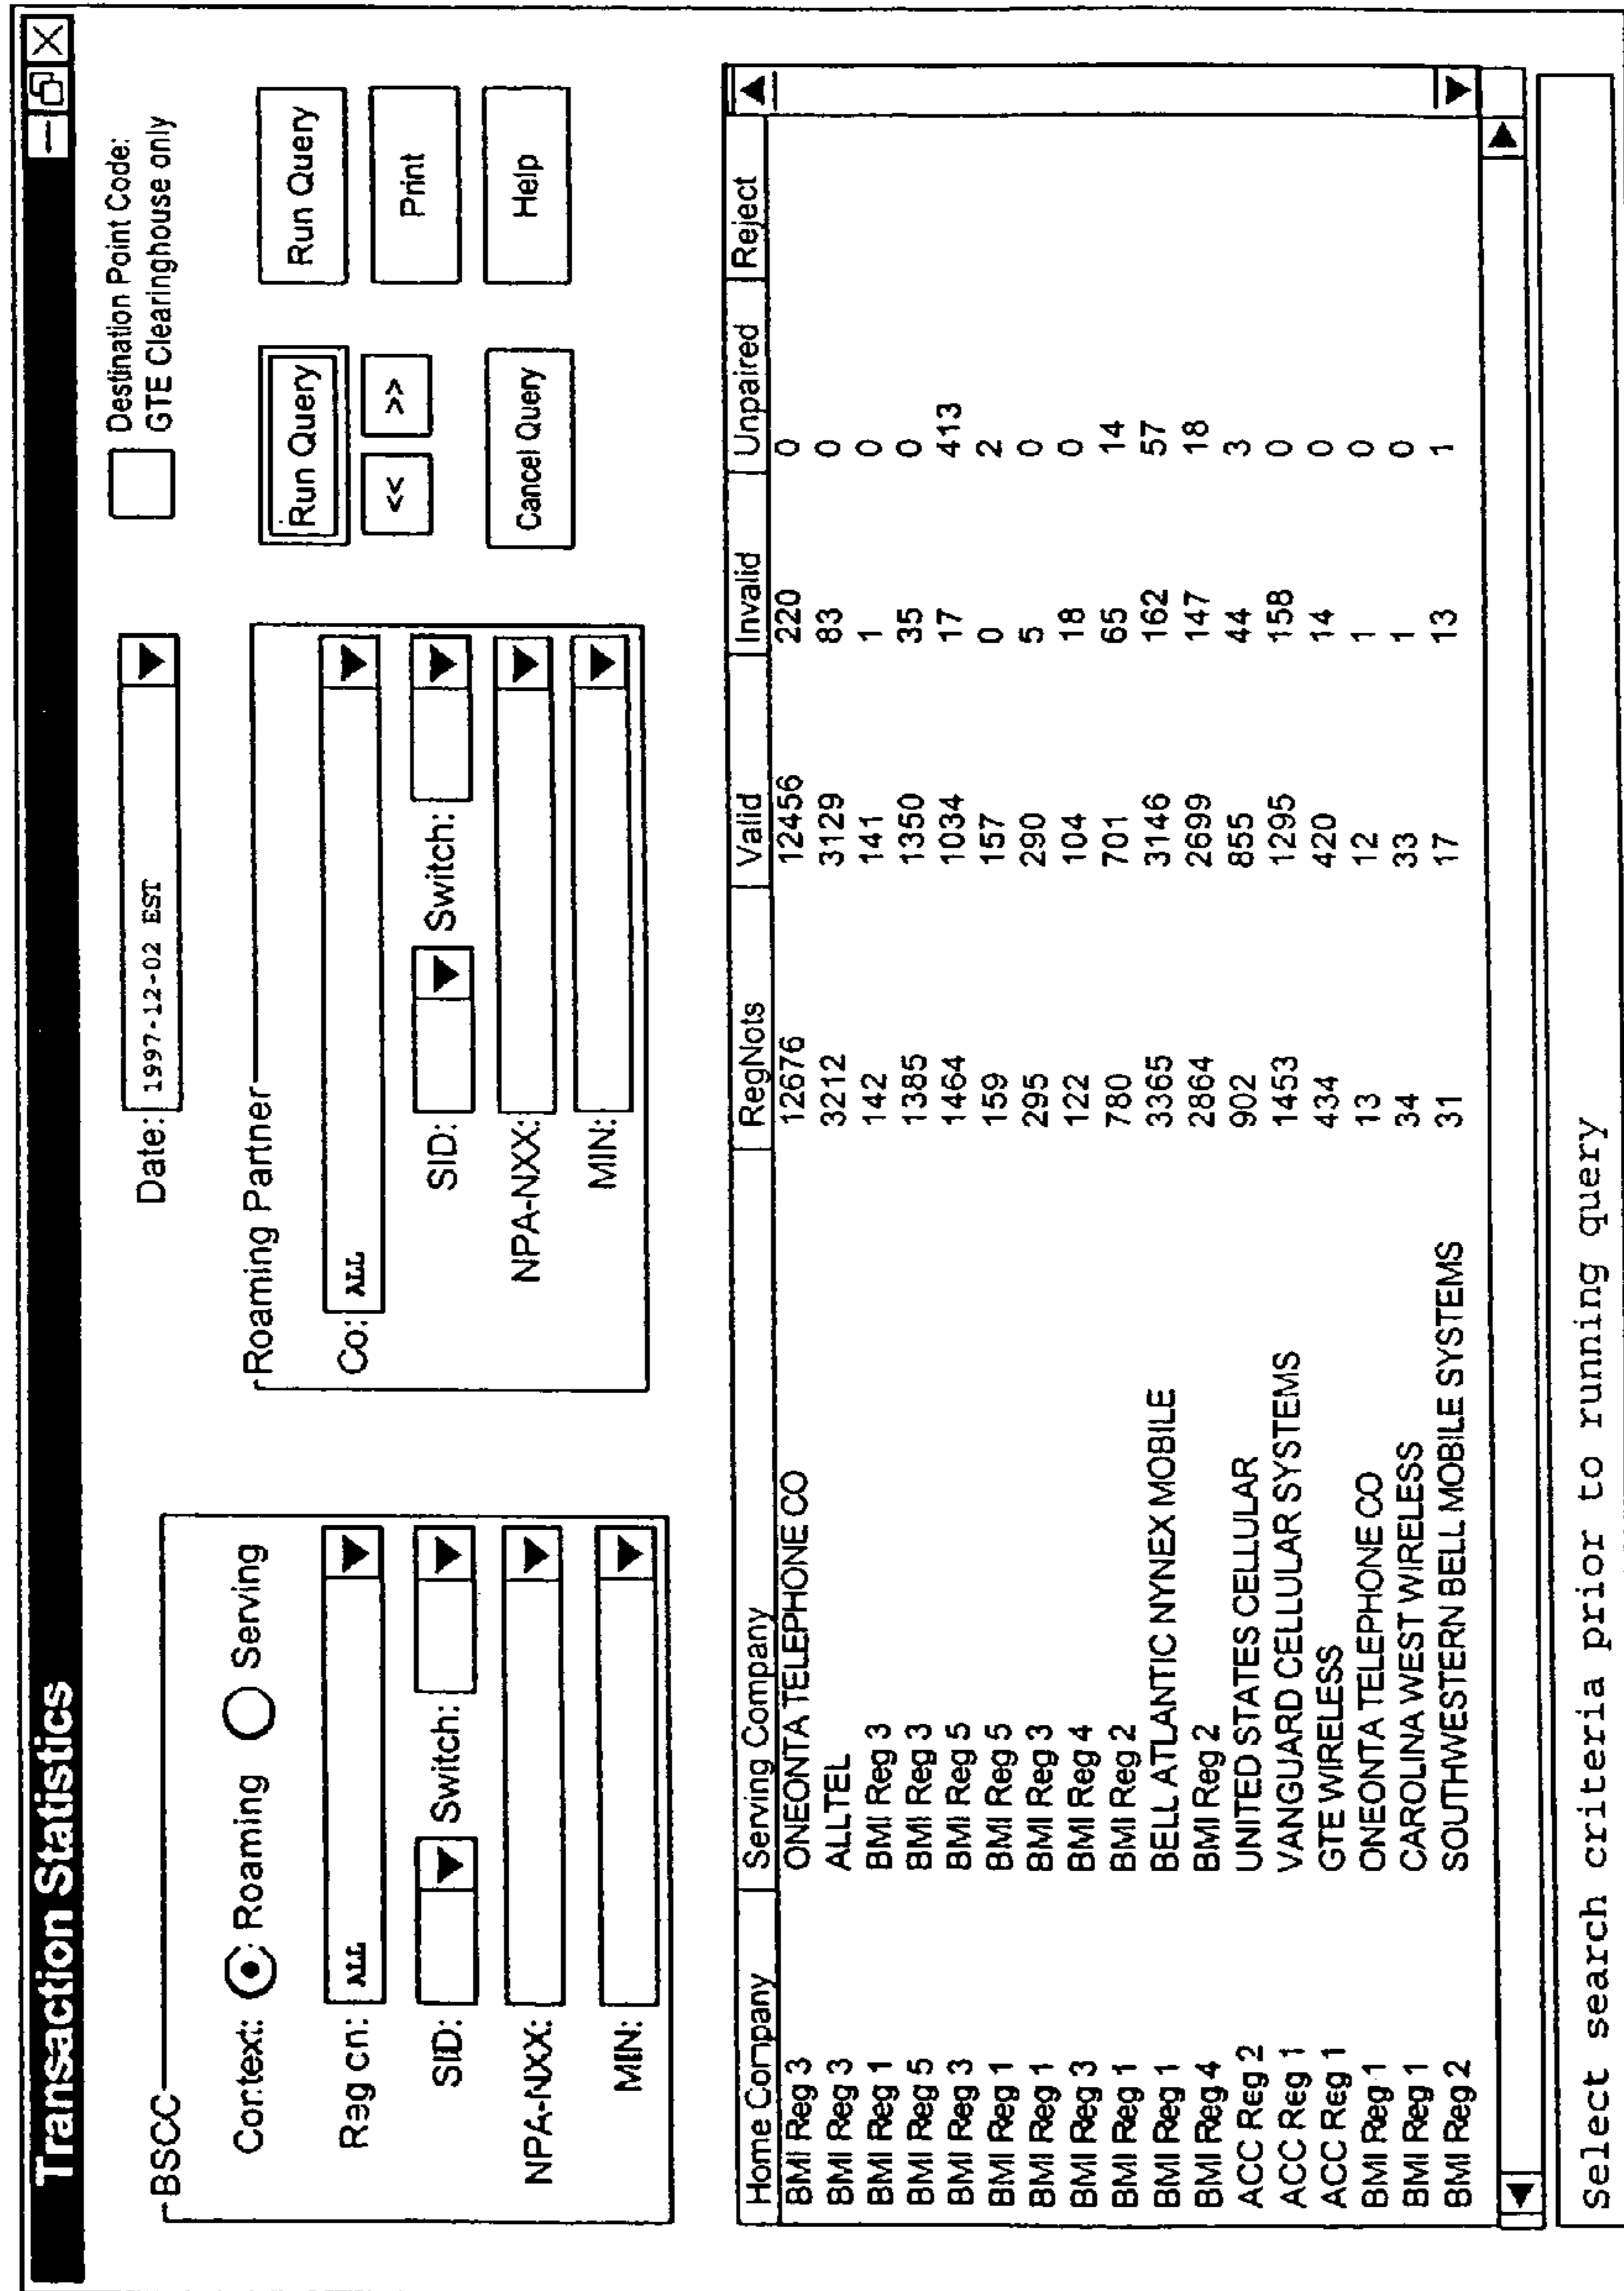 Transaction Statistics
Date: 1997-12-02 EST
Destination Point Code:
GTE Clearinghouse only
BSCC
Context: Roaming Serving
Rag cn: ALL
SID: Switch:
NPA-NXX:
MIN:
Roaming Partner
Co: ALL
SID: Switch:
NPA-NXX:
MIN:
Run Query Run Query
<< >> Print
Cancel Query Help
Home Company Serving Company RegNots Valid Invalid Unpaired Reject
BMI Reg 3 ONEONTA TELEPHONE CO 12676 12456 220 0
BMI Reg 3 ALLTEL 3212 3129 83 0
BMI Reg 1 BMI Reg 3 142 141 1 0
BMI Reg 5 BMI Reg 3 1385 1350 35 0
BMI Reg 3 BMI Reg 5 1464 1034 17 413
BMI Reg 1 BMI Reg 5 159 157 0 2
BMI Reg 1 BMI Reg 3 295 290 5 0
BMI Reg 3 BMI Reg 4 122 104 18 0
BMI Reg 1 BMI Reg 2 780 701 65 14
BMI Reg 1 BELL ATLANTIC NYNEX MOBILE 3365 3146 162 57
BMI Reg 4 BMI Reg 2 2864 2699 147 18
ACC Reg 2 UNITED STATES CELLULAR 902 855 44 3
ACC Reg 1 VANGUARD CELLULAR SYSTEMS 1453 1295 158 0
ACC Reg 1 GTE WIRELESS 434 420 14 0
BMI Reg 1 ONEONTA TELEPHONE CO 13 12 1 0
BMI Reg 1 CAROLINA WEST WIRELESS 34 33 1 0
BMI Reg 2 SOUTHWESTERN BELL MOBILE SYSTEMS 31 17 13 1
Select search criteria prior to running query